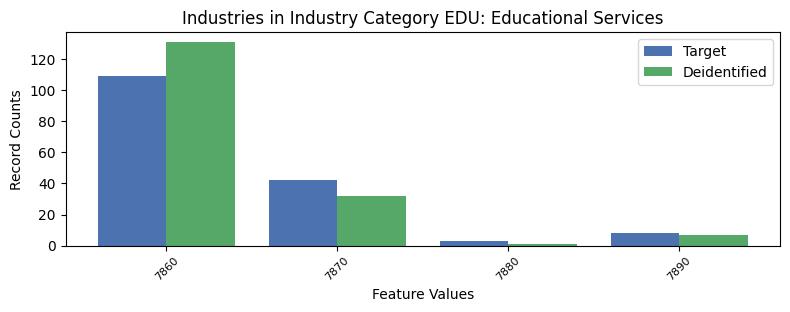 Industries in Industry Category EDU: Educational Services
Target
Deidentified
Record Counts
120
100
80
60
40
20
0
7860
7870
7880
7890
Feature Values